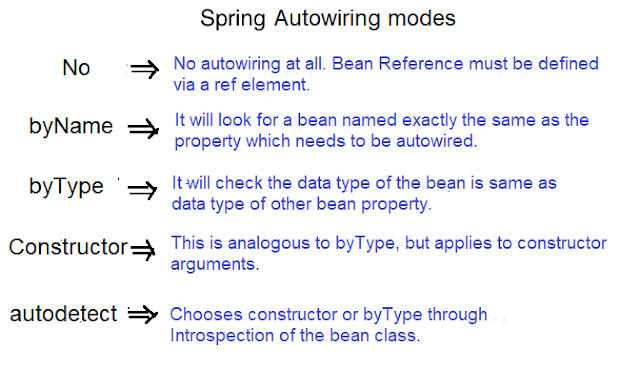 Spring Autowiring modes
No ⇒ No autowiring at all. Bean Reference must be defined
via a ref element.
byName ⇒ It will look for a bean named exactly the same as the
property which needs to be autowired.
byType ⇒ It will check the data type of the bean is same as
data type of other bean property.
Constructor ⇒ This is analogous to byType, but applies to constructor
arguments.
autodetect ⇒ Chooses constructor or byType through
Introspection of the bean class.